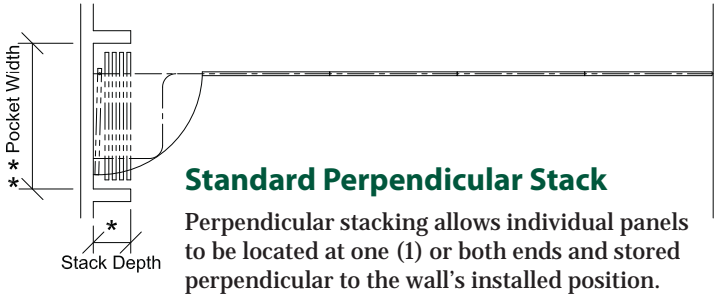 ** Pocket Width
*
Stack Depth
Standard Perpendicular Stack
Perpendicular stacking allows individual panels
to be located at one (1) or both ends and stored
perpendicular to the wall's installed position.